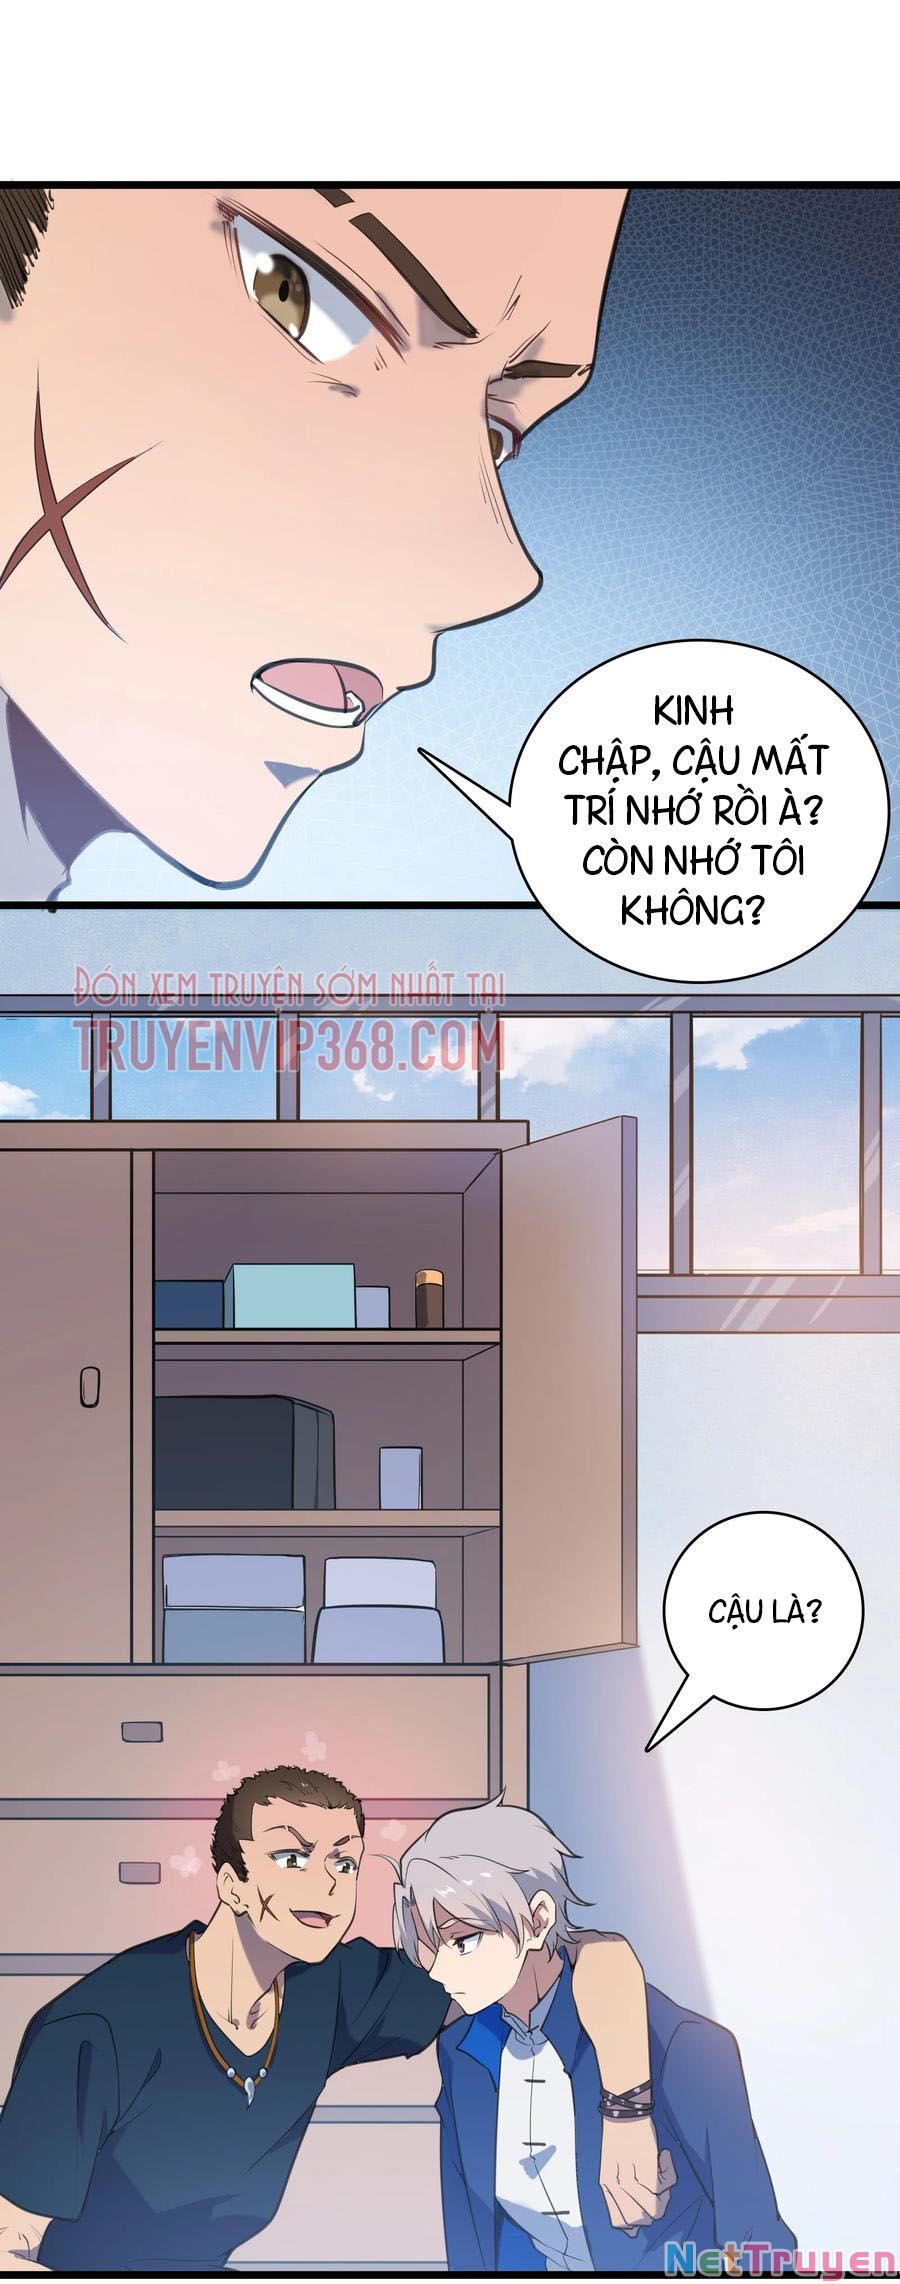 KINH
CHẬP, CẬU MẤT
TRÍ NHỚ RỒI À?
CÒN NHỚ TÔI
KHÔNG?
ĐÓN XEM TRUYỆN SỚM NHẤT TẠI
TRUYENVIP368.COM
CẬU LÀ?
NetTruyen